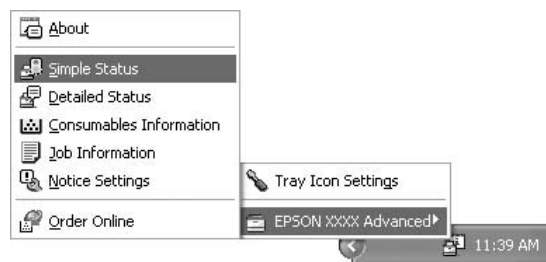 About
Simple Status
Detailed Status
Consumables Information
Job Information
Notice Settings
Order Online
Tray Icon Settings
EPSON XXXX Advanced
11:39 AM